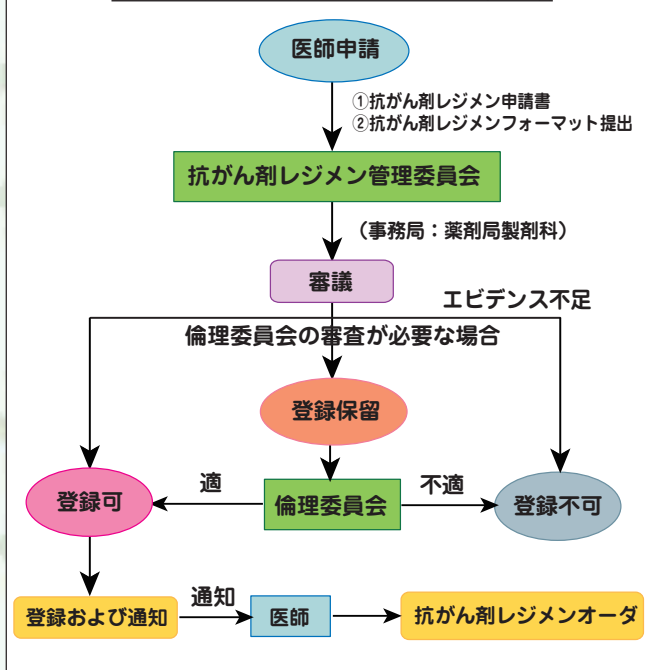 医師申請
①抗がん剤レジメン申請書
②抗がん剤レジメンフォーマット提出
抗がん剤レジメン管理委員会
（事務局：薬剤局製剤科）
審議
エビデンス不足
倫理委員会の審査が必要な場合
登録保留
適
不適
登録可
倫理委員会
登録不可
通知
登録および通知
医師
抗がん剤レジメンオーダ